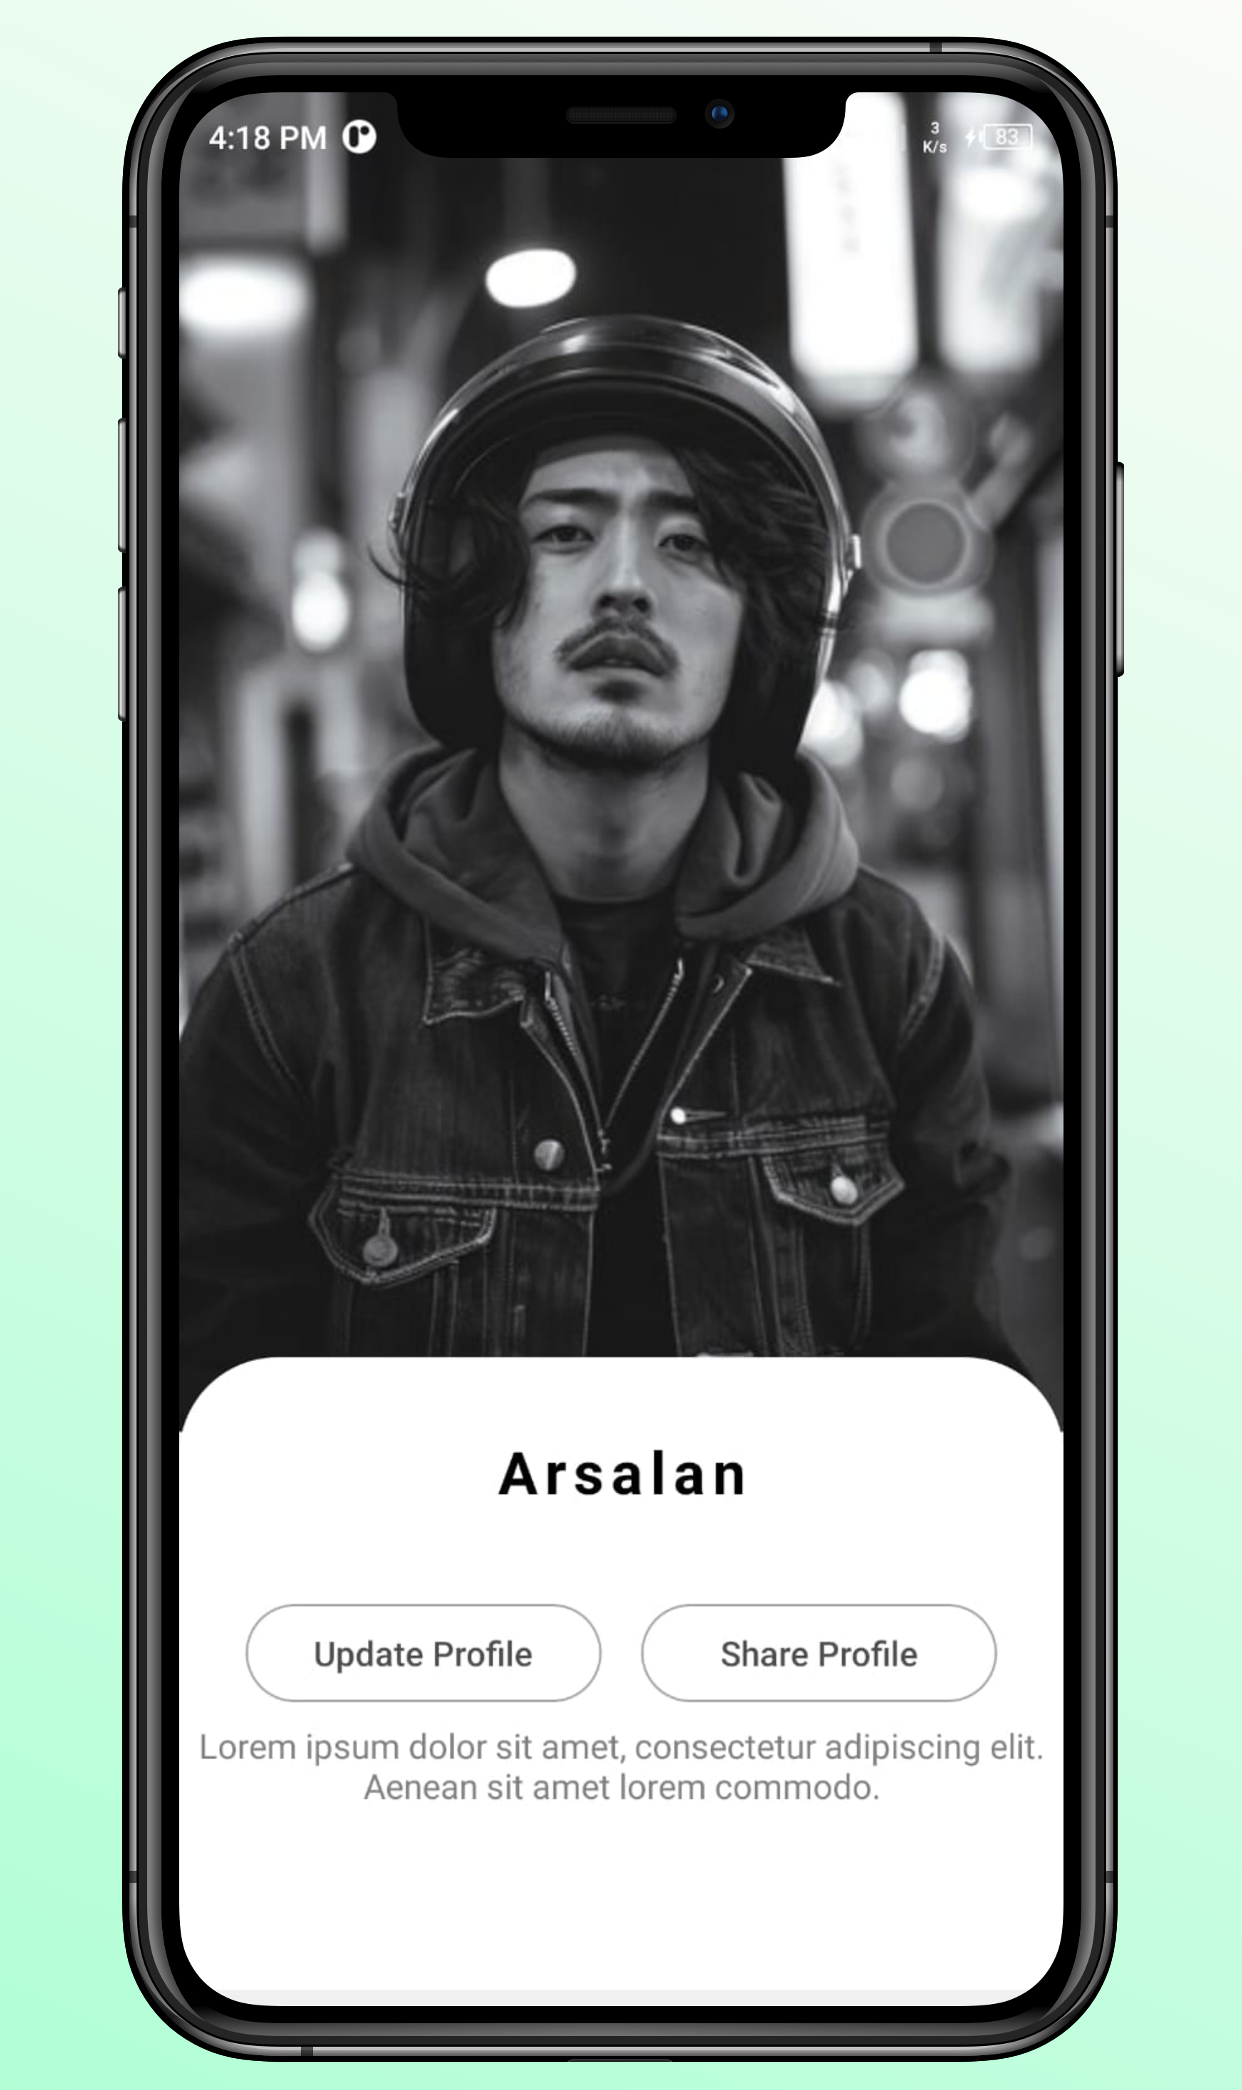 4:18 PM
3
K/s
83
Arsalan
Update Profile
Share Profile
Lorem ipsum dolor sit amet, consectetur adipiscing elit.
Aenean sit amet lorem commodo.